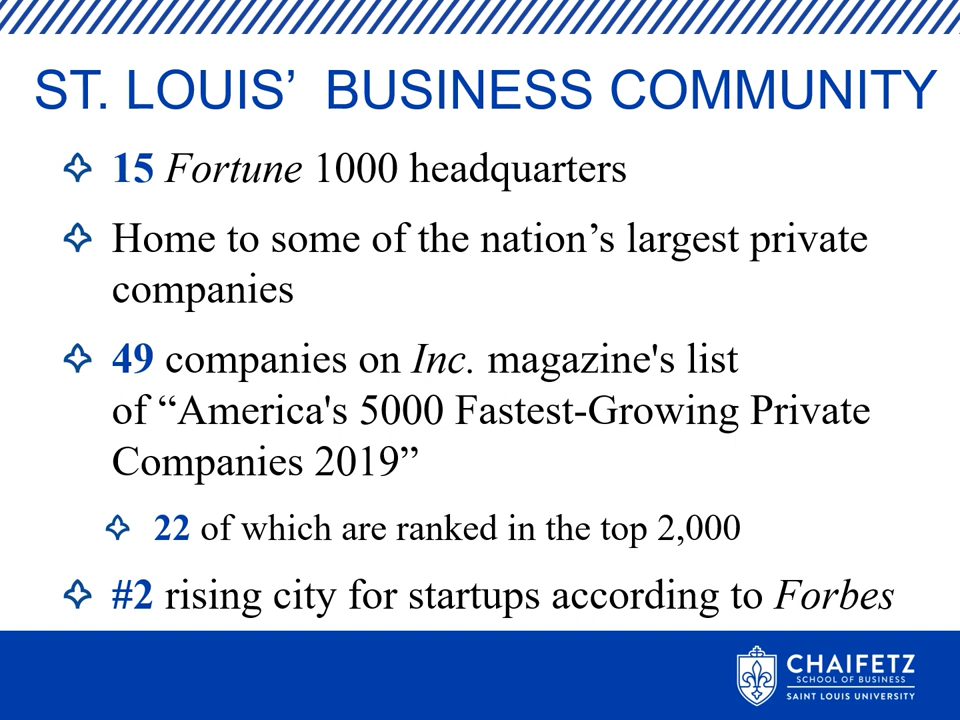 ST. LOUIS’ BUSINESS COMMUNITY
15 Fortune 1000 headquarters
Home to some of the nation’s largest private
companies
49 companies on Inc. magazine's list
of “America's 5000 Fastest-Growing Private
Companies 2019”
22 of which are ranked in the top 2,000
#2 rising city for startups according to Forbes
CHAIFETZ
SCHOOL OF BUSINESS
SAINT LOUIS UNIVERSITY